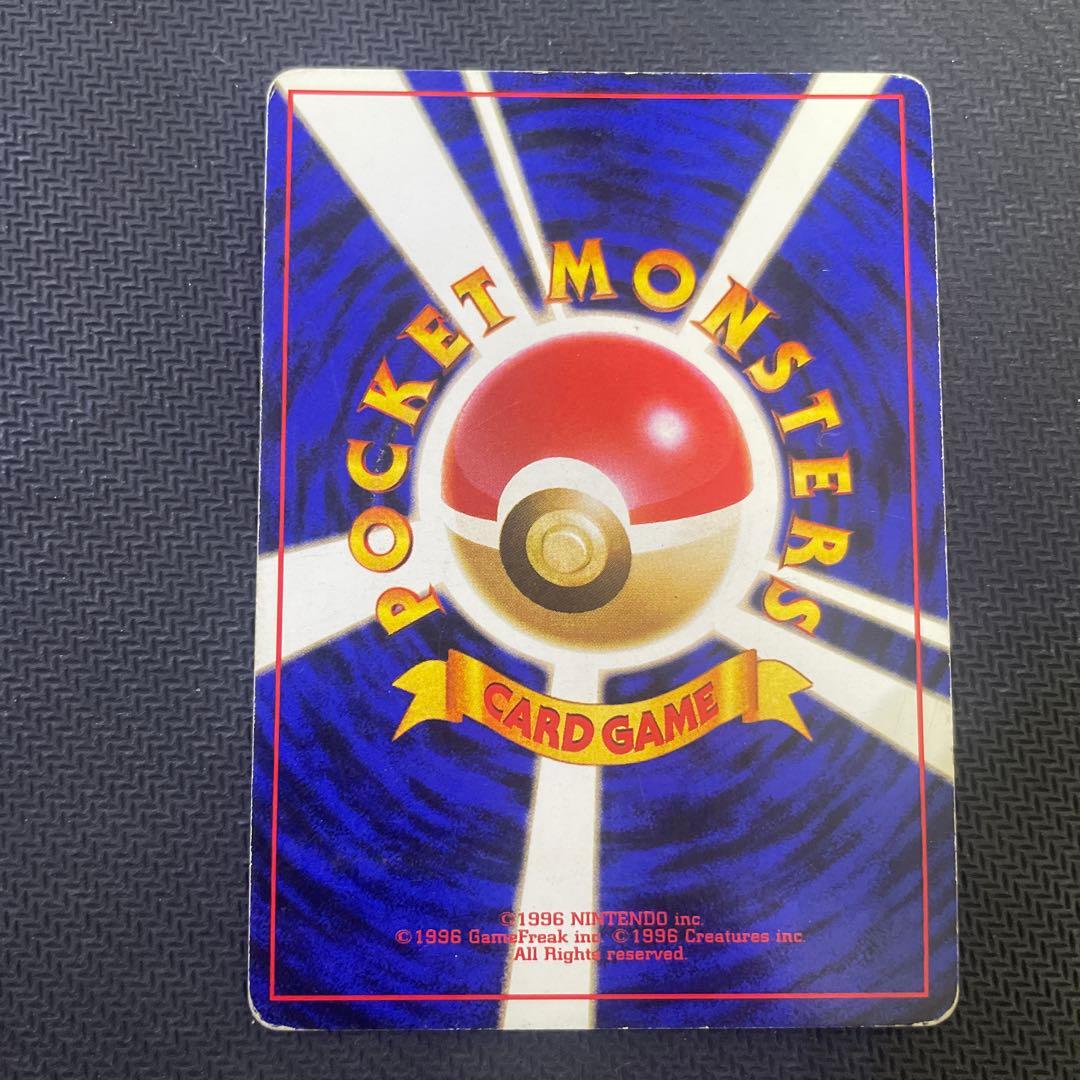 POCKET MONSTERS
CARD GAME
©1996 NINTENDO inc.
©1996 GameFreak inc. ©1996 Creatures inc.
All Rights reserved.